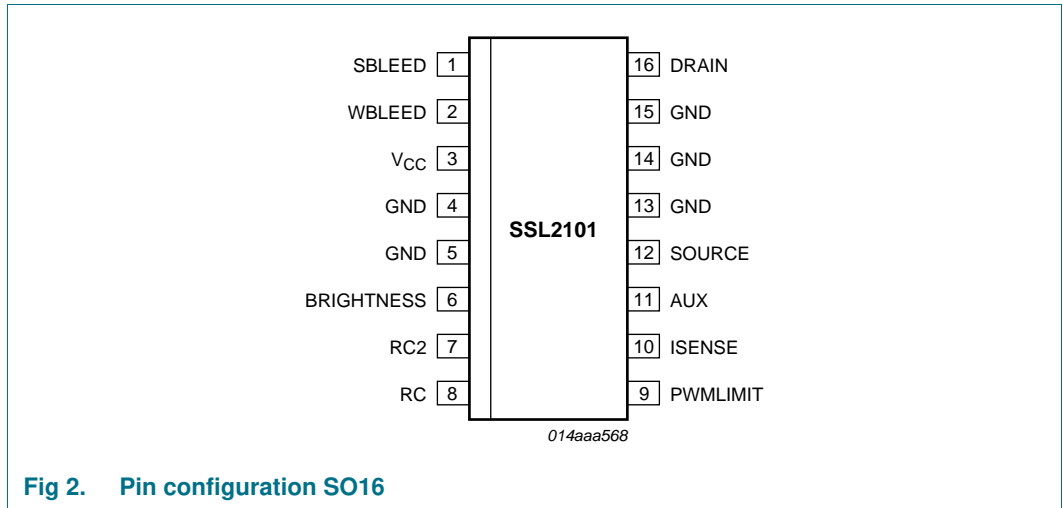 SBLEED 1
WBLEED 2
VCC 3
GND 4
GND 5
BRIGHTNESS 6
RC2 7
RC 8
SSL2101
16 DRAIN
15 GND
14 GND
13 GND
12 SOURCE
11 AUX
10 ISENSE
9 PWMLIMIT
014aaa568
Fig 2. Pin configuration SO16